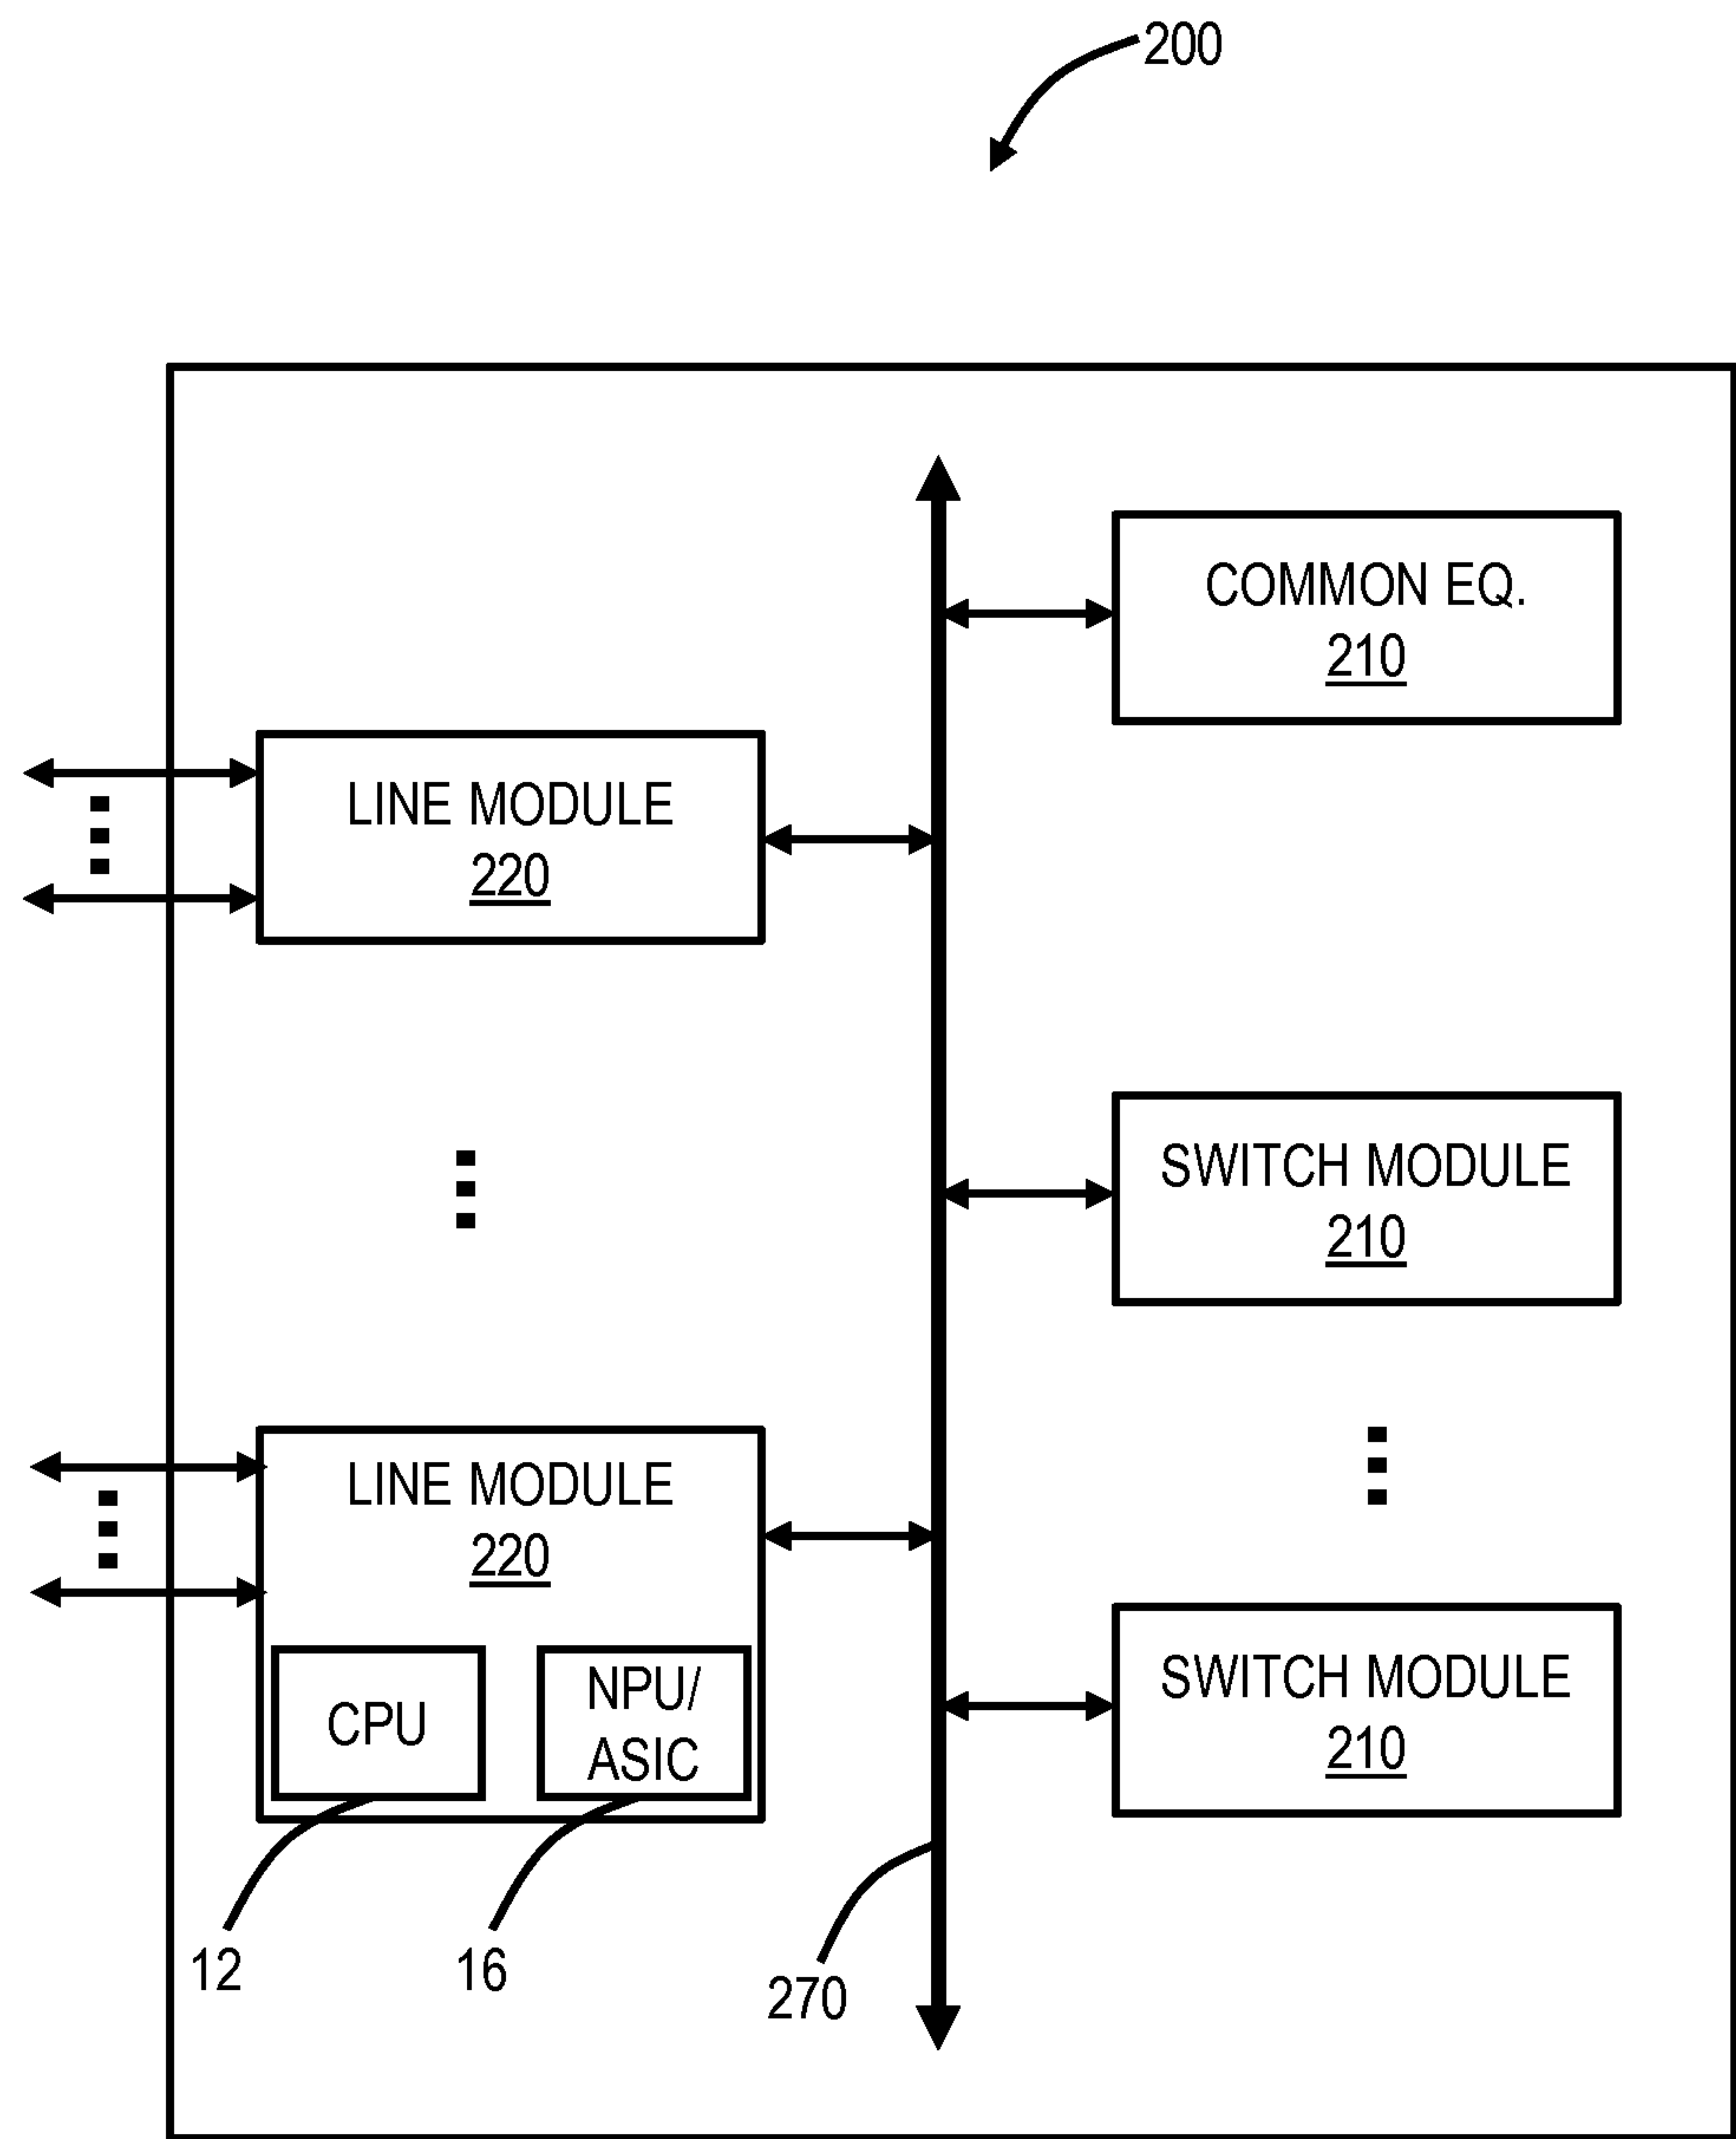 200
COMMON EQ.
210
LINE MODULE
220
SWITCH MODULE
210
LINE MODULE
220
CPU
NPU/
ASIC
SWITCH MODULE
210
12
16
270